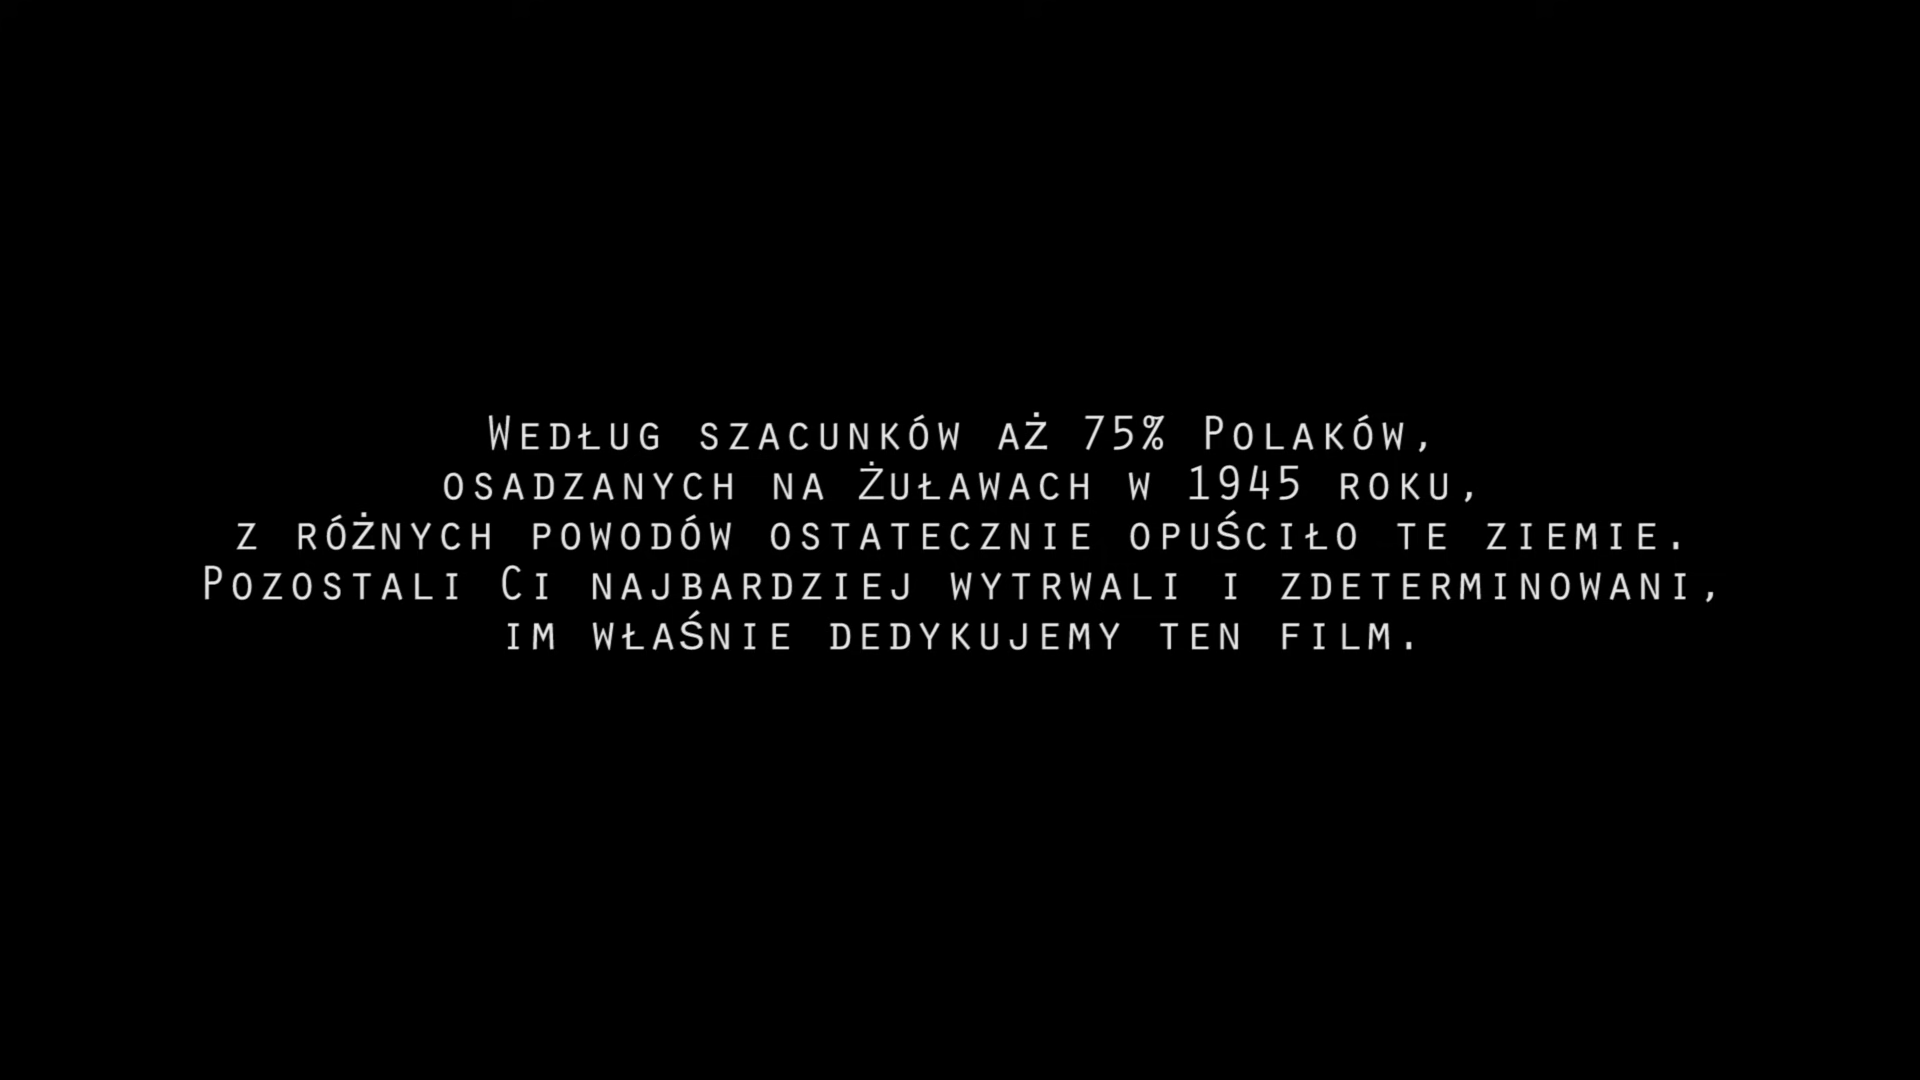 Według szacunków aż 75% Polaków,
osadzanych na Żuławach w 1945 roku,
z różnych powodów ostatecznie opuściło te ziemie.
Pozostali Ci najbardziej wytrwali i zdeterminowani,
im właśnie dedykujemy ten film.